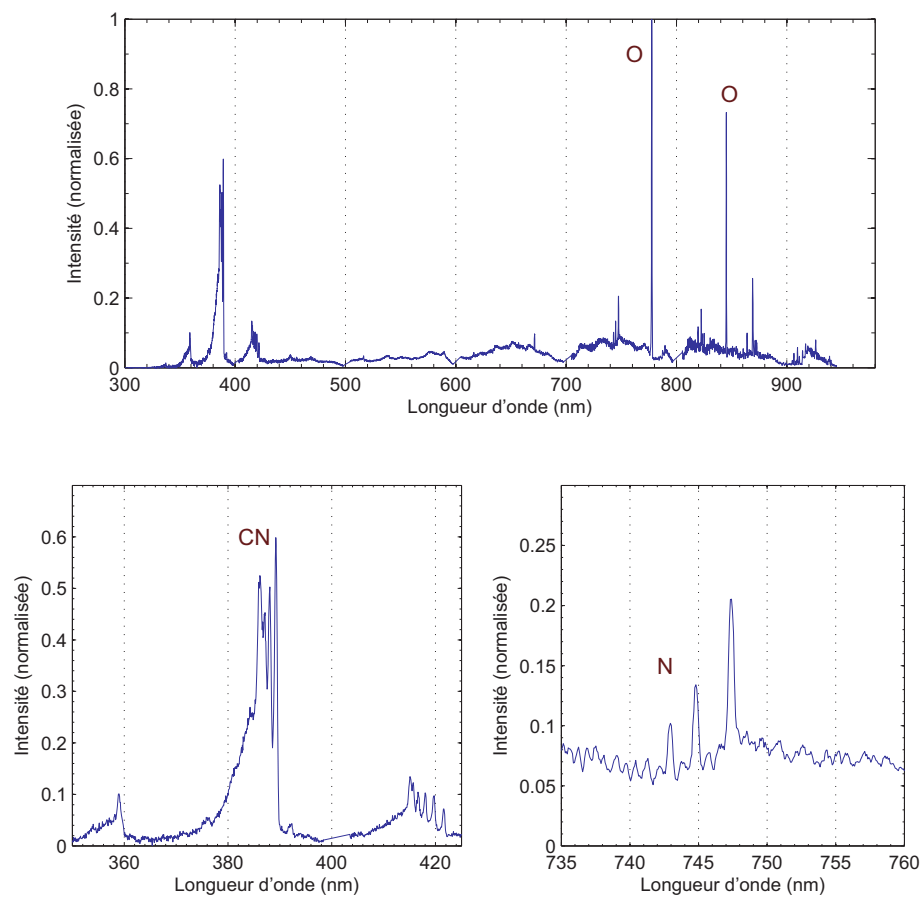 1
O
O
0.8
0.6
0.4
0.2
0
Intensité (normalisée)
300 400 500 600 700 800 900
Longueur d'onde (nm)
0.6
CN
0.5
0.4
0.3
0.2
0.1
0
Intensité (normalisée)
360 380 400 420
Longueur d'onde (nm)
0.25
0.2
N
0.15
0.1
0.05
0
Intensité (normalisée)
735 740 745 750 755 760
Longueur d'onde (nm)